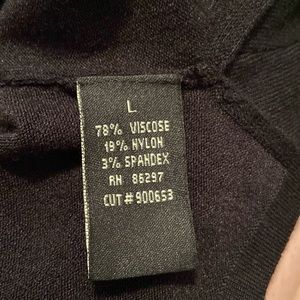 L
78% VISCOSE
19% NYLON
3% SPANDEX
RN 86297
CUT # 900653